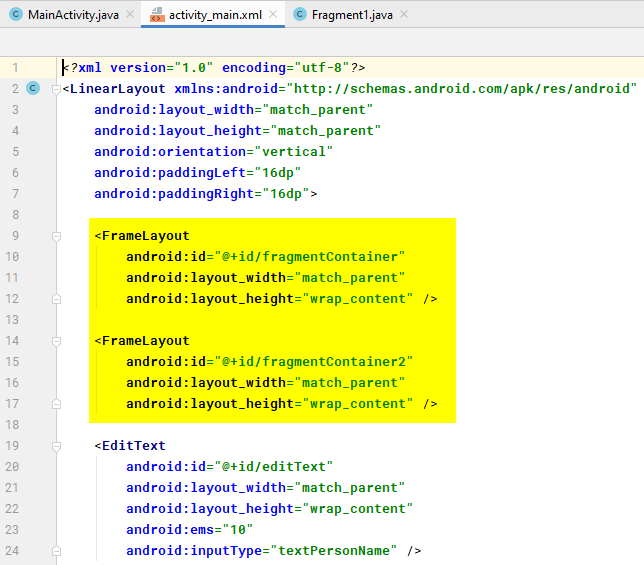 MainActivity.java activity_main.xml Fragment1.java
1 <?xml version="1.0" encoding="utf-8"?>
2 <LinearLayout xmlns:android="http://schemas.android.com/apk/res/android"
3 android:layout_width="match_parent"
4 android:layout_height="match_parent"
5 android:orientation="vertical"
6 android:paddingLeft="16dp"
7 android:paddingRight="16dp">
8
9 <FrameLayout
10 android:id="@+id/fragmentContainer"
11 android:layout_width="match_parent"
12 android:layout_height="wrap_content" />
13
14 <FrameLayout
15 android:id="@+id/fragmentContainer2"
16 android:layout_width="match_parent"
17 android:layout_height="wrap_content" />
18
19 <EditText
20 android:id="@+id/editText"
21 android:layout_width="match_parent"
22 android:layout_height="wrap_content"
23 android:ems="10"
24 android:inputType="textPersonName" />